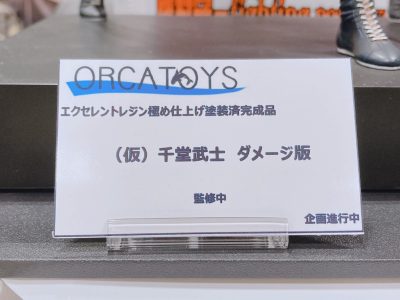 ORCATOYS
エクセレントレジン極め仕上げ塗装済完成品
（仮）千堂武士 ダメージ版
監修中
企画進行中